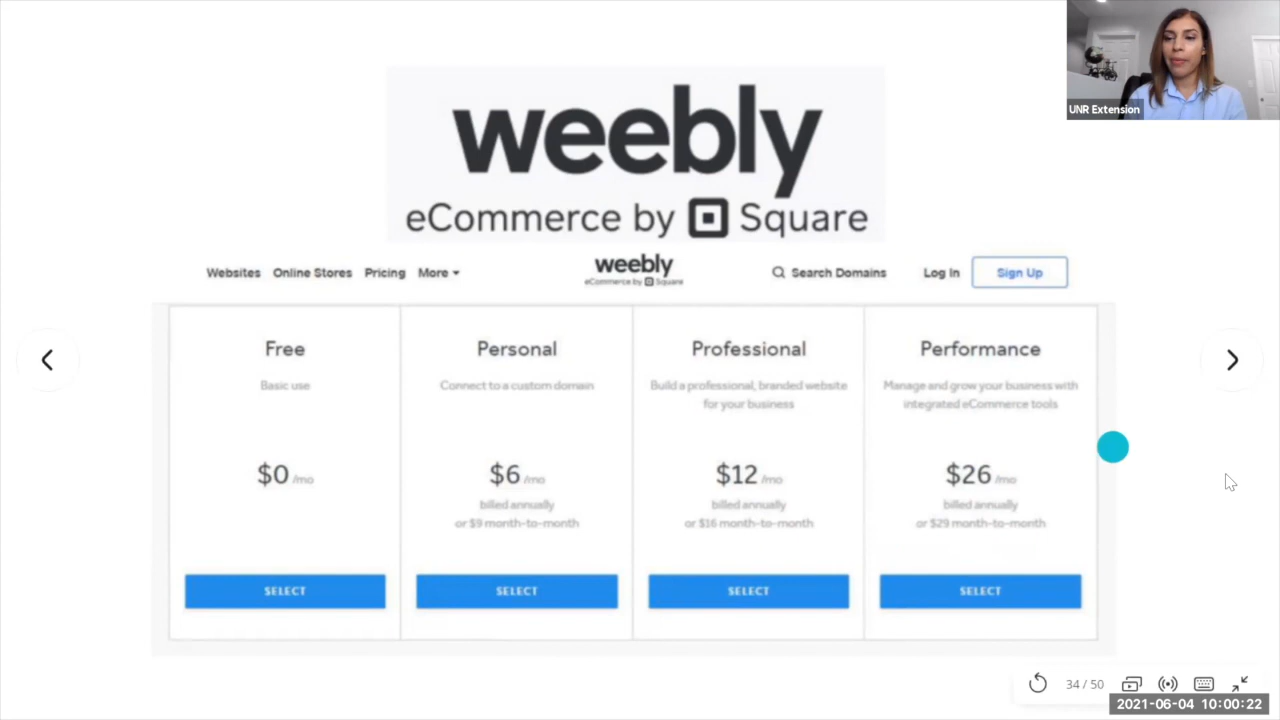 UNR Extension
weebly
eCommerce by Square
Websites Online Stores Pricing More
weebly
eCommerce by Square
Search Domains
Log In
Sign Up
Free
Basic use
$0 /mo
SELECT
Personal
Connect to a custom domain
$6 /mo
billed annually
or $9 month-to-month
SELECT
Professional
Build a professional, branded website
for your business
$12 /mo
billed annually
or $16 month-to-month
SELECT
Performance
Manage and grow your business with
integrated eCommerce tools
$26 /mo
billed annually
or $29 month-to-month
SELECT
34 / 50
2021-06-04 10:00:22